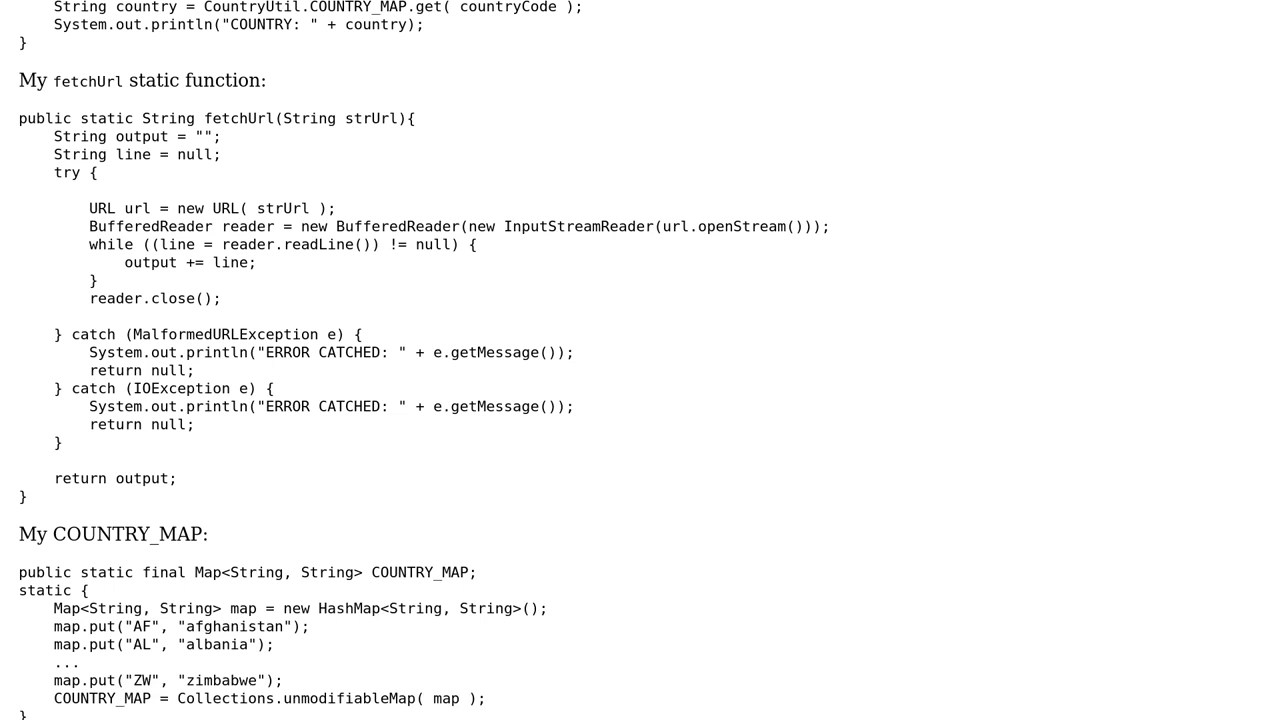 String country = CountryUtil.COUNTRY_MAP.get( countryCode );
    System.out.println("COUNTRY: " + country);
}
My fetchUrl static function:
public static String fetchUrl(String strUrl){
    String output = "";
    String line = null;
    try {
        URL url = new URL( strUrl );
        BufferedReader reader = new BufferedReader(new InputStreamReader(url.openStream()));
        while ((line = reader.readLine()) != null) {
            output += line;
        }
        reader.close();
    } catch (MalformedURLException e) {
        System.out.println("ERROR CATCHED: " + e.getMessage());
        return null;
    } catch (IOException e) {
        System.out.println("ERROR CATCHED: " + e.getMessage());
        return null;
    }
    return output;
}
My COUNTRY_MAP:
public static final Map<String, String> COUNTRY_MAP;
static {
    Map<String, String> map = new HashMap<String, String>();
    map.put("AF", "afghanistan");
    map.put("AL", "albania");
    ...
    map.put("ZW", "zimbabwe");
    COUNTRY_MAP = Collections.unmodifiableMap( map );
}